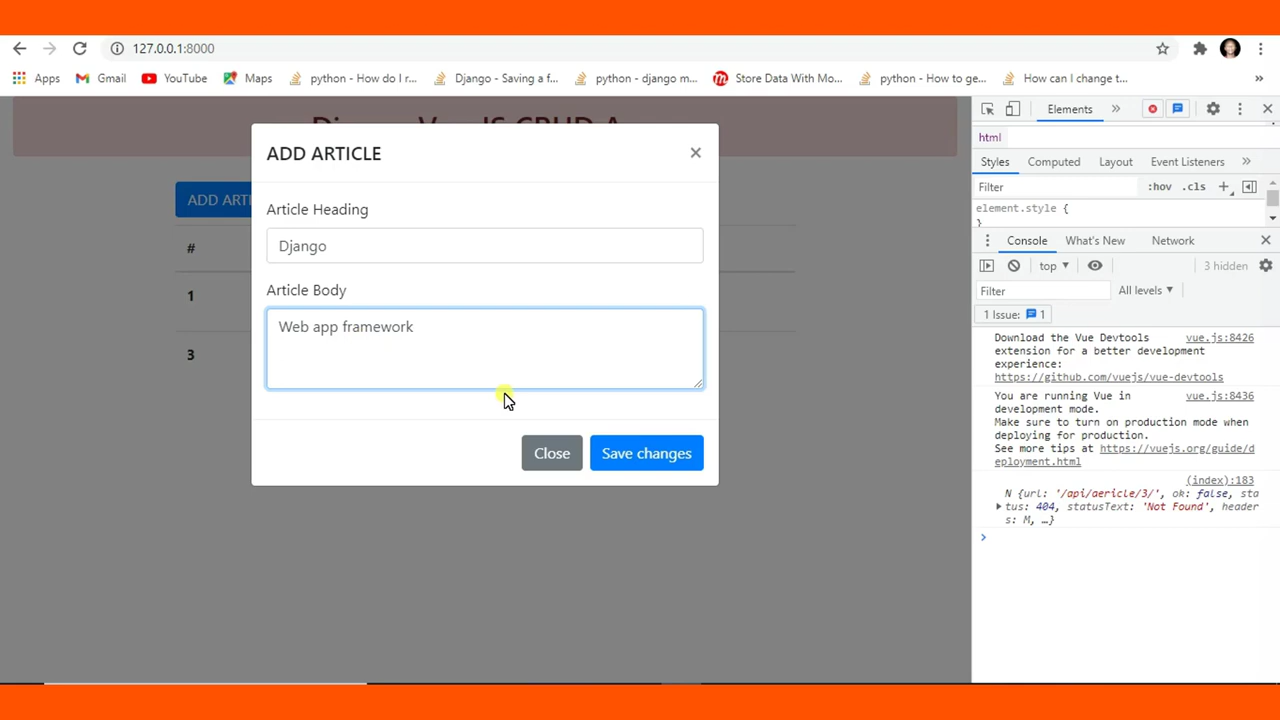 127.0.0.1:8000
Apps Gmail YouTube Maps python - How do I r... Django - Saving a f... python - django m... Store Data With Mo... python - How to ge... How can I change t... »
ADD ARTICLE ×
Article Heading
Django
Article Body
Web app framework
Close Save changes
ADD ARTI
#
1
3
Elements »
html
Styles Computed Layout Event Listeners »
Filter :hov .cls +
element.style {
}
Console What's New Network
top ▼ 3 hidden
Filter All levels ▼
1 Issue: 1
Download the Vue Devtools vue.js:8426
extension for a better development
experience:
https://github.com/vuejs/vue-devtools
You are running Vue in vue.js:8436
development mode.
Make sure to turn on production mode when
deploying for production.
See more tips at https://vuejs.org/guide/d
eployment.html
(index):183
N {url: '/api/aericle/3/', ok: false, sta
tus: 404, statusText: 'Not Found', header
s: M, …}